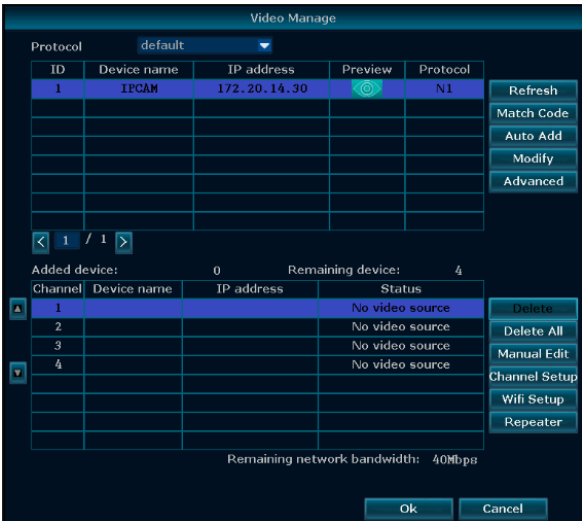 Video Manage
Protocol default
ID Device name IP address Preview Protocol
1 IPCAM 172.20.14.30 N1
Refresh
Match Code
Auto Add
Modify
Advanced
1 / 1
Added device: 0 Remaining device: 4
Channel Device name IP address Status
1 No video source Delete
2 No video source Delete All
3 No video source Manual Edit
4 No video source Channel Setup
Wifi Setup
Repeater
Remaining network bandwidth: 40Mbps
Ok Cancel